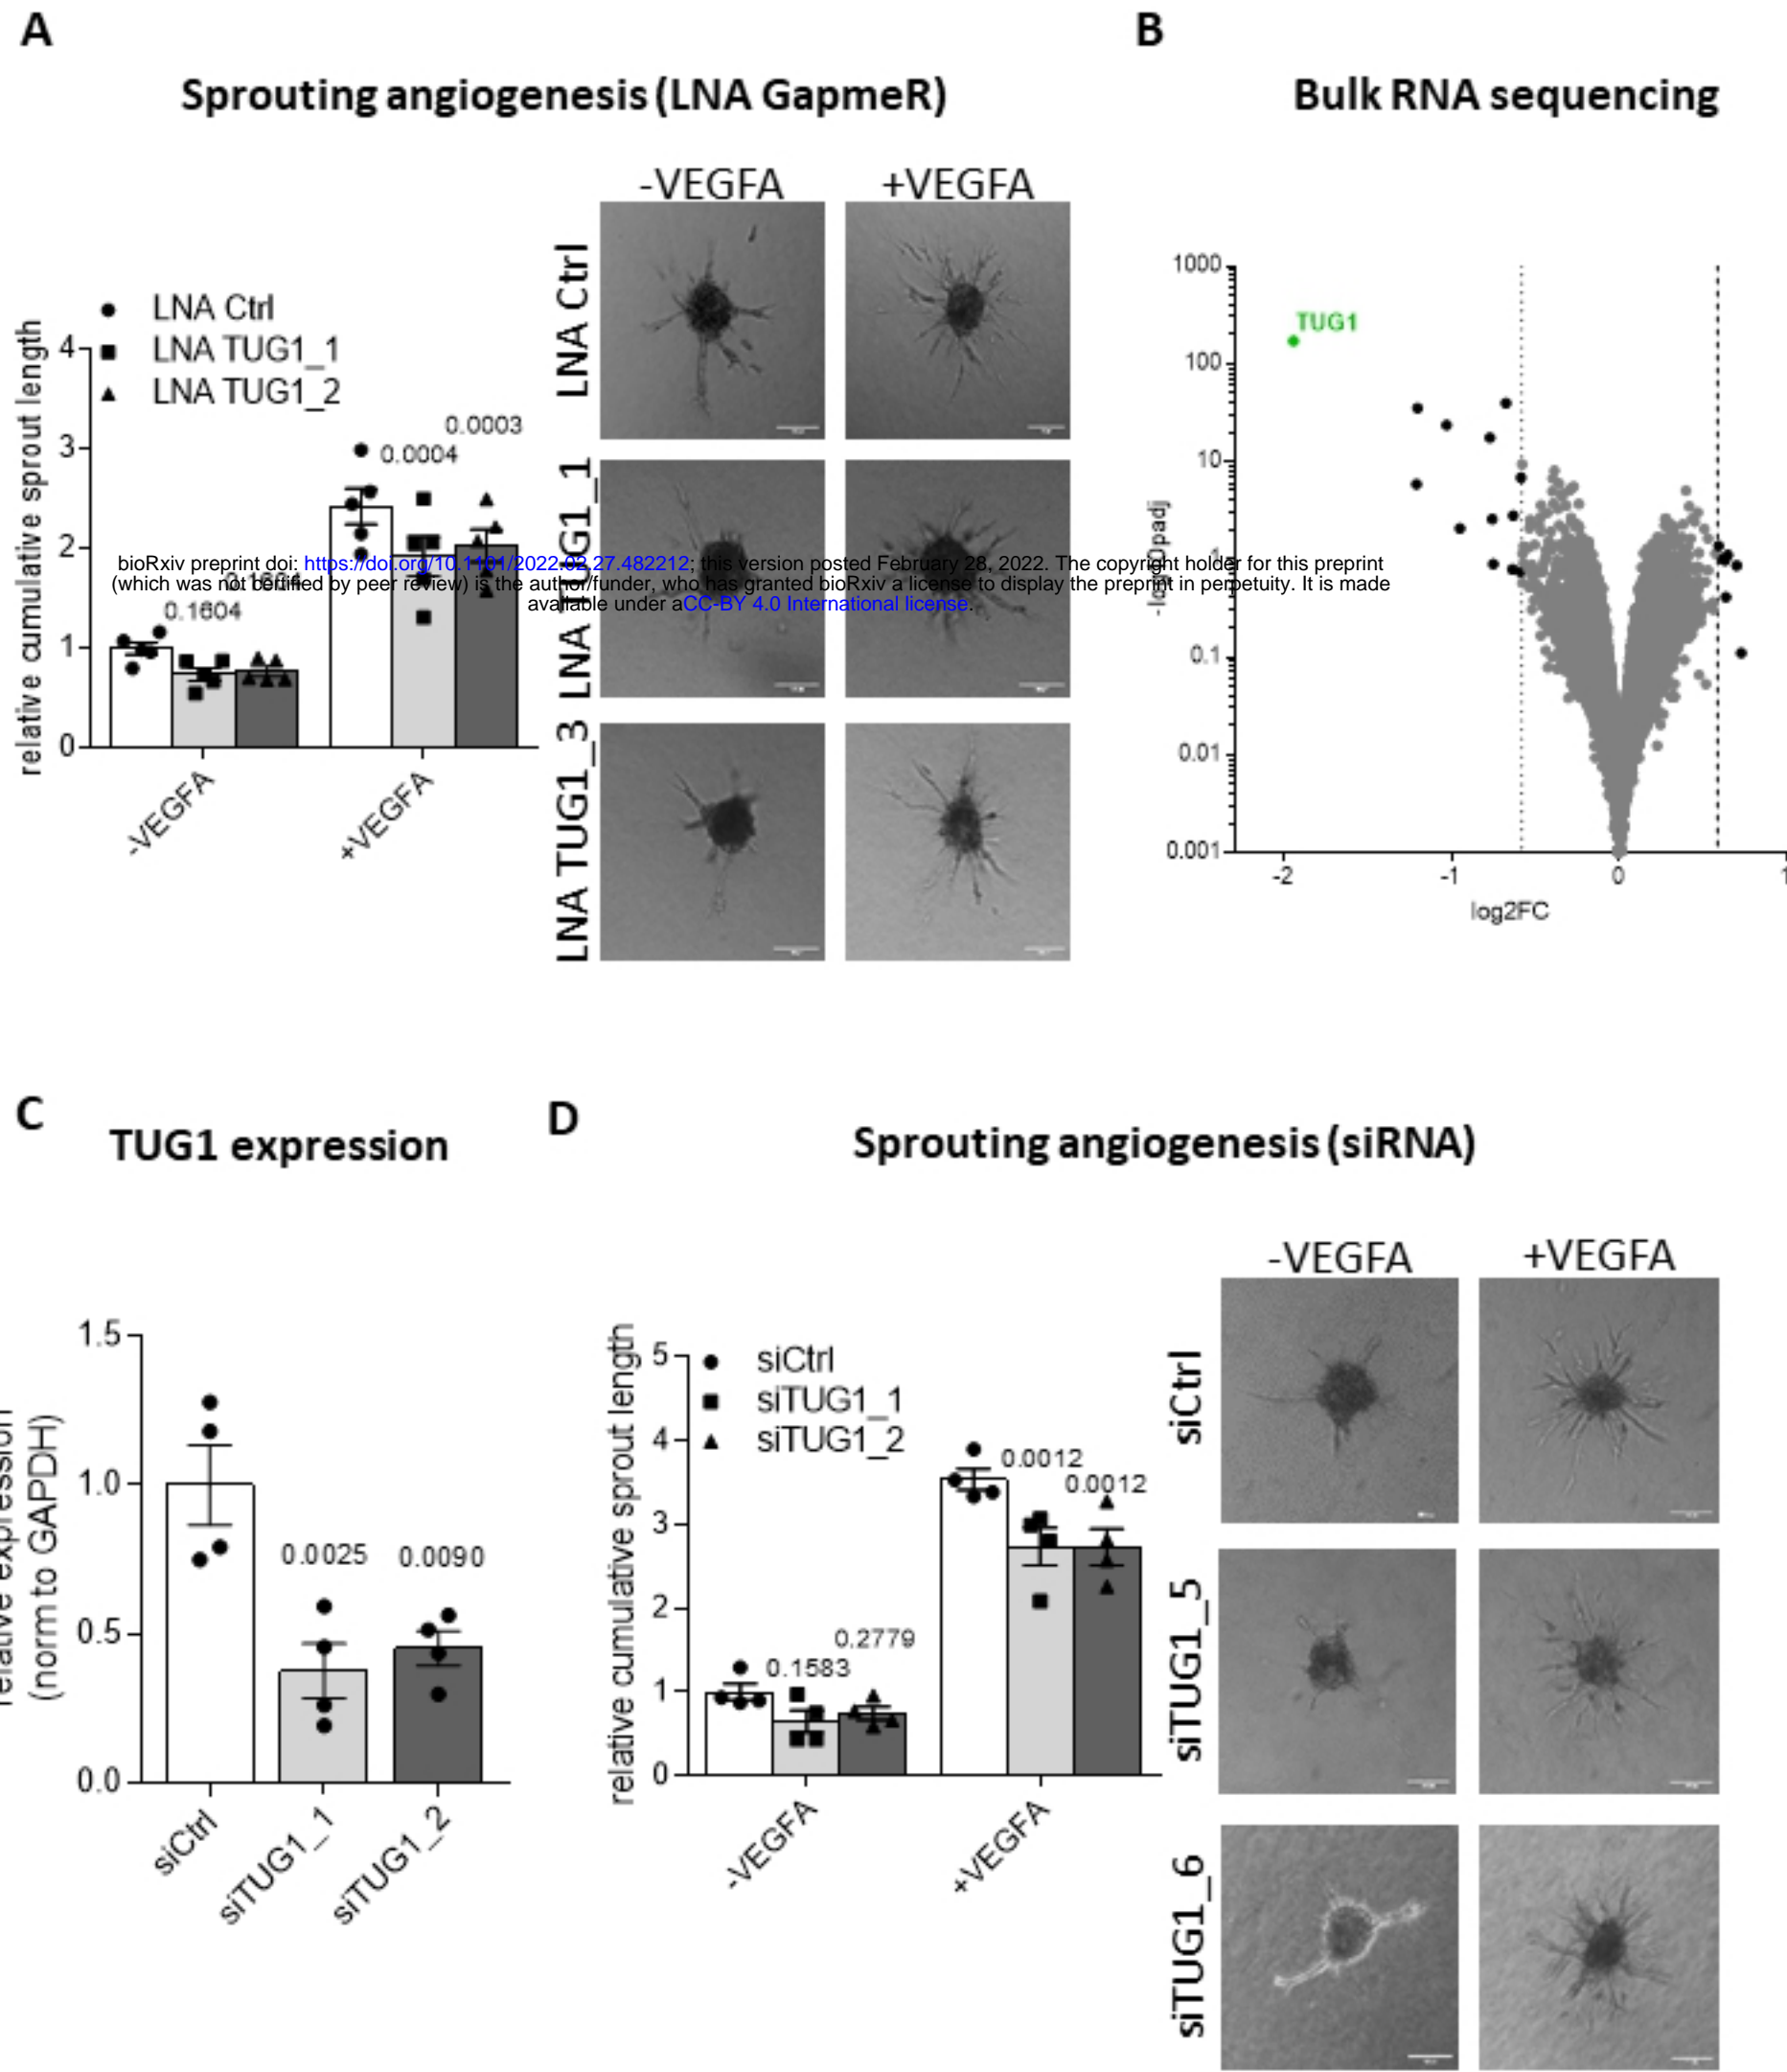 A
Sprouting angiogenesis (LNA GapmeR)
-VEGFA
+VEGFA
LNA Ctrl
LNA TUG1_1
LNA TUG1_3
LNA Ctrl
LNA TUG1_1
LNA TUG1_2
relative cumulative sprout length
4
3
2
1
0
0.1604
0.0004
0.0003
-VEGFA
+VEGFA
bioRxiv preprint doi: https://doi.org/10.1101/2022.02.27.482212; this version posted February 28, 2022. The copyright holder for this preprint
(which was not certified by peer review) is the author/funder, who has granted bioRxiv a license to display the preprint in perpetuity. It is made
available under aCC-BY 4.0 International license.
B
Bulk RNA sequencing
TUG1
-log10padj
1000
100
10
1
0.1
0.01
0.001
-2
-1
0
1
log2FC
C
TUG1 expression
relative expression
(norm to GAPDH)
1.5
1.0
0.5
0.0
0.0025
0.0090
siCtrl
siTUG1_1
siTUG1_2
D
Sprouting angiogenesis (siRNA)
relative cumulative sprout length
5
4
3
2
1
0
siCtrl
siTUG1_1
siTUG1_2
0.1583
0.2779
0.0012
0.0012
-VEGFA
+VEGFA
-VEGFA
+VEGFA
siCtrl
siTUG1_5
siTUG1_6